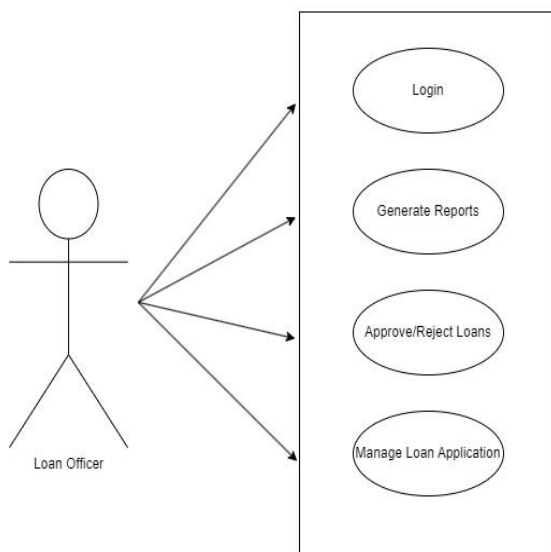 Login
Generate Reports
Approve/Reject Loans
Manage Loan Application
Loan Officer